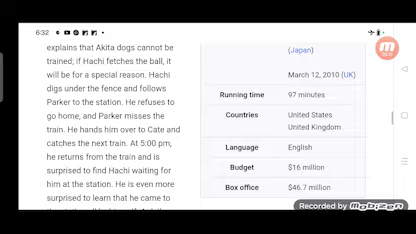 6:32
explains that Akita dogs cannot be
trained; if Hachi fetches the ball, it
will be for a special reason. Hachi
digs under the fence and follows
Parker to the station. He refuses to
go home, and Parker misses the
train. He hands him over to Cate and
catches the next train. At 5:00 pm,
he returns from the train and is
surprised to find Hachi waiting for
him at the station. He is even more
surprised to learn that he came to
(Japan)
March 12, 2010 (UK)
Running time 97 minutes
Countries United States
United Kingdom
Language English
Budget $16 million
Box office $46.7 million
Recorded by Mobizen